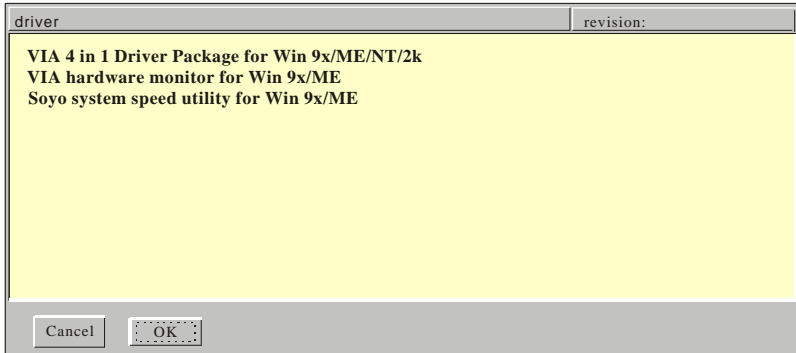 driver revision:
VIA 4 in 1 Driver Package for Win 9x/ME/NT/2k
VIA hardware monitor for Win 9x/ME
Soyo system speed utility for Win 9x/ME
Cancel OK